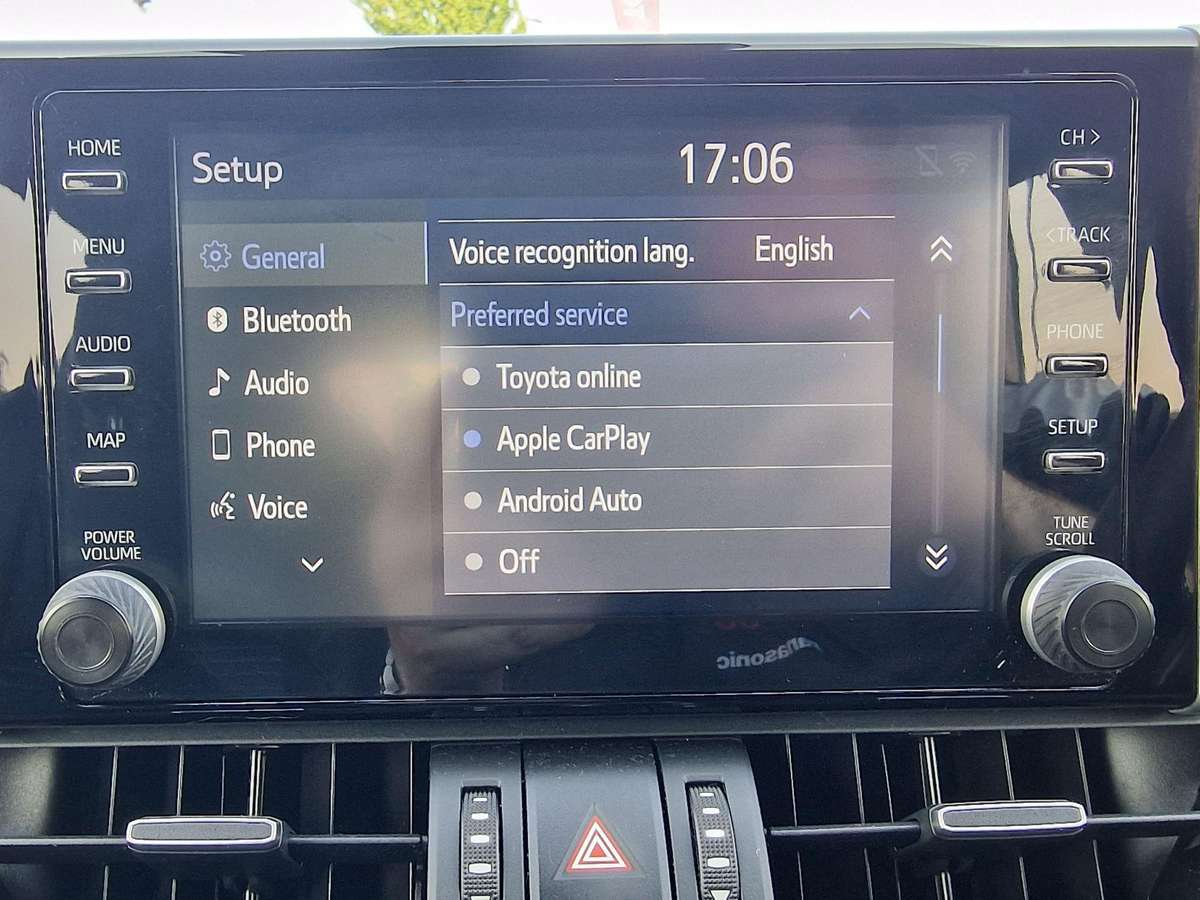 HOME
MENU
AUDIO
MAP
POWER
VOLUME
Setup
17:06
General
Bluetooth
Audio
Phone
Voice
Voice recognition lang. English
Preferred service
Toyota online
Apple CarPlay
Android Auto
Off
CH >
< TRACK
PHONE
SETUP
TUNE
SCROLL
Panasonic